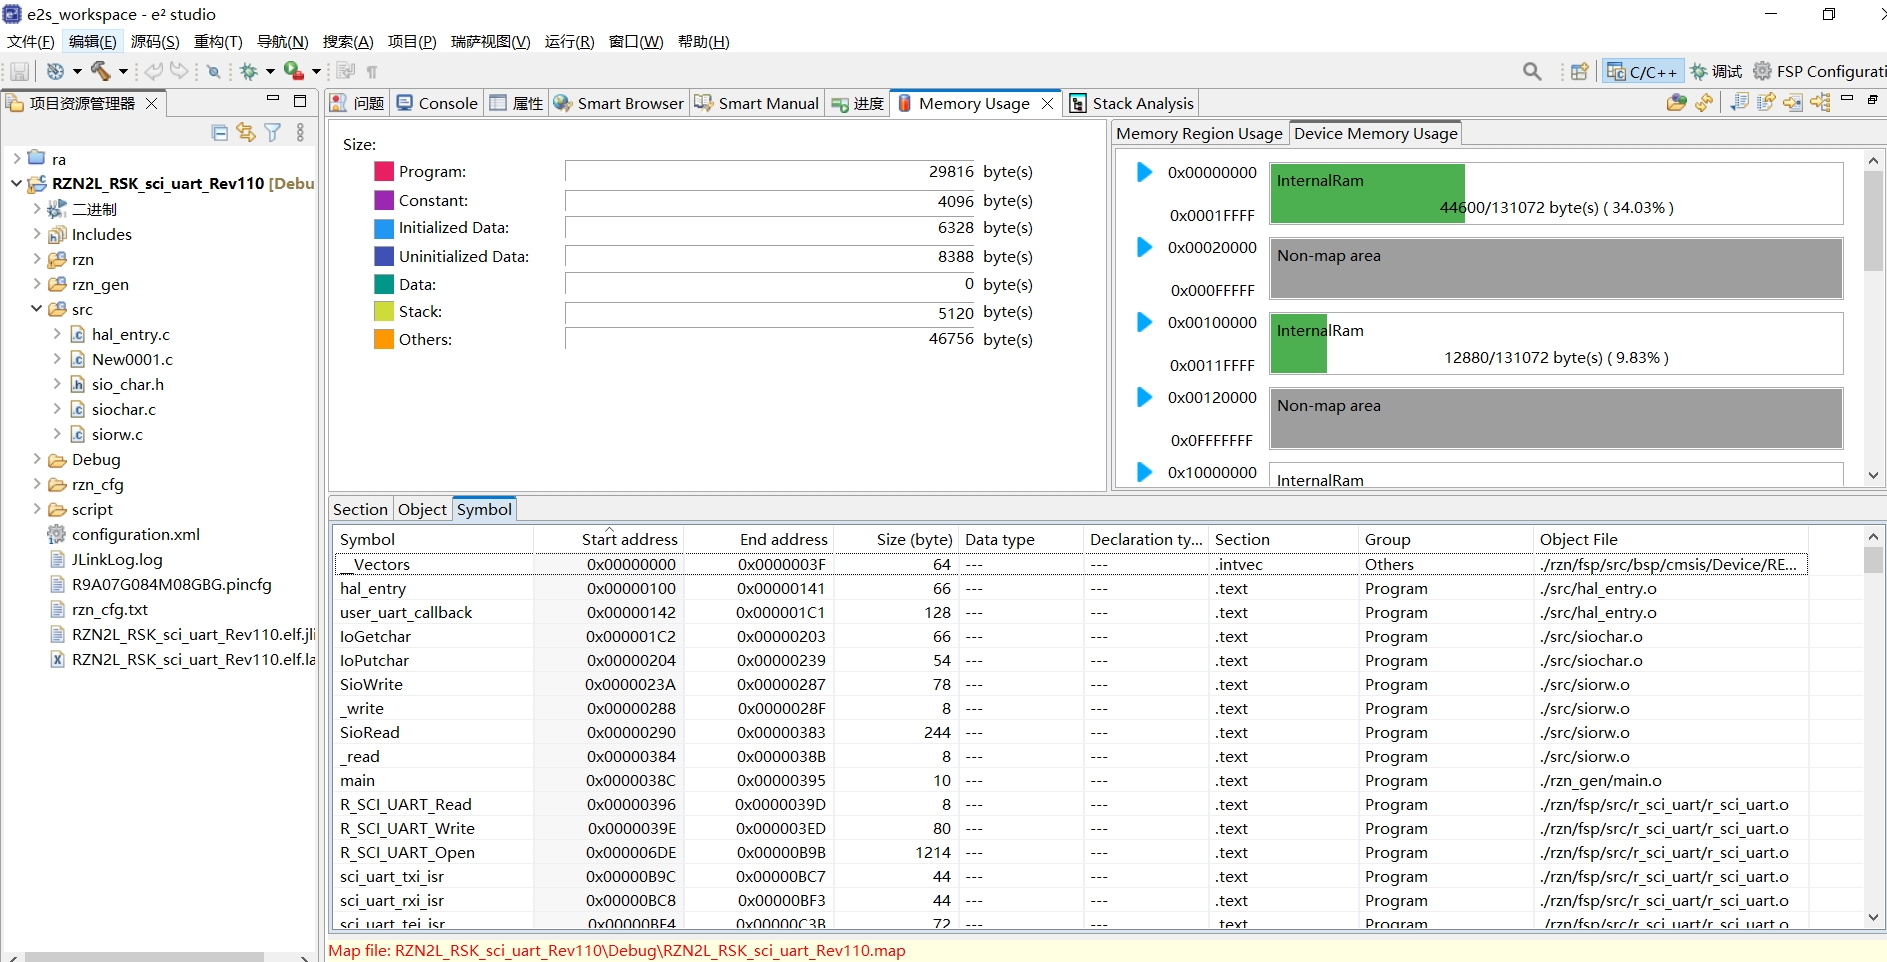 e2s_workspace - e² studio
文件(F) 编辑(E) 源码(S) 重构(T) 导航(N) 搜索(A) 项目(P) 瑞萨视图(V) 运行(R) 窗口(W) 帮助(H)
C/C++ 调试 FSP Configurati
项目资源管理器
ra
RZN2L_RSK_sci_uart_Rev110 [Debu
二进制
Includes
rzn
rzn_gen
src
hal_entry.c
New0001.c
sio_char.h
siochar.c
siorw.c
Debug
rzn_cfg
script
configuration.xml
JLinkLog.log
R9A07G084M08GBG.pincfg
rzn_cfg.txt
RZN2L_RSK_sci_uart_Rev110.elf.jli
RZN2L_RSK_sci_uart_Rev110.elf.la
问题 Console 属性 Smart Browser Smart Manual 进度 Memory Usage Stack Analysis
Size:
Program: 29816 byte(s)
Constant: 4096 byte(s)
Initialized Data: 6328 byte(s)
Uninitialized Data: 8388 byte(s)
Data: 0 byte(s)
Stack: 5120 byte(s)
Others: 46756 byte(s)
Memory Region Usage Device Memory Usage
0x00000000 InternalRam
44600/131072 byte(s) ( 34.03% )
0x0001FFFF
0x00020000 Non-map area
0x000FFFFF
0x00100000 InternalRam
12880/131072 byte(s) ( 9.83% )
0x0011FFFF
0x00120000 Non-map area
0x0FFFFFFF
0x10000000 InternalRam
Section Object Symbol
Symbol Start address End address Size (byte) Data type Declaration ty... Section Group Object File
__Vectors 0x00000000 0x0000003F 64 --- --- .intvec Others ./rzn/fsp/src/bsp/cmsis/Device/RE...
hal_entry 0x00000100 0x00000141 66 --- --- .text Program ./src/hal_entry.o
user_uart_callback 0x00000142 0x000001C1 128 --- --- .text Program ./src/hal_entry.o
IoGetchar 0x000001C2 0x00000203 66 --- --- .text Program ./src/siochar.o
IoPutchar 0x00000204 0x00000239 54 --- --- .text Program ./src/siochar.o
SioWrite 0x0000023A 0x00000287 78 --- --- .text Program ./src/siorw.o
_write 0x00000288 0x0000028F 8 --- --- .text Program ./src/siorw.o
SioRead 0x00000290 0x00000383 244 --- --- .text Program ./src/siorw.o
_read 0x00000384 0x0000038B 8 --- --- .text Program ./src/siorw.o
main 0x0000038C 0x00000395 10 --- --- .text Program ./rzn_gen/main.o
R_SCI_UART_Read 0x00000396 0x0000039D 8 --- --- .text Program ./rzn/fsp/src/r_sci_uart/r_sci_uart.o
R_SCI_UART_Write 0x0000039E 0x000003ED 80 --- --- .text Program ./rzn/fsp/src/r_sci_uart/r_sci_uart.o
R_SCI_UART_Open 0x000006DE 0x00000B9B 1214 --- --- .text Program ./rzn/fsp/src/r_sci_uart/r_sci_uart.o
sci_uart_txi_isr 0x00000B9C 0x00000BC7 44 --- --- .text Program ./rzn/fsp/src/r_sci_uart/r_sci_uart.o
sci_uart_rxi_isr 0x00000BC8 0x00000BF3 44 --- --- .text Program ./rzn/fsp/src/r_sci_uart/r_sci_uart.o
sci_uart_tei_isr 0x00000BF4 0x00000C3B 72 --- --- .text Program ./rzn/fsp/src/r_sci_uart/r_sci_uart.o
Map file: RZN2L_RSK_sci_uart_Rev110\Debug\RZN2L_RSK_sci_uart_Rev110.map